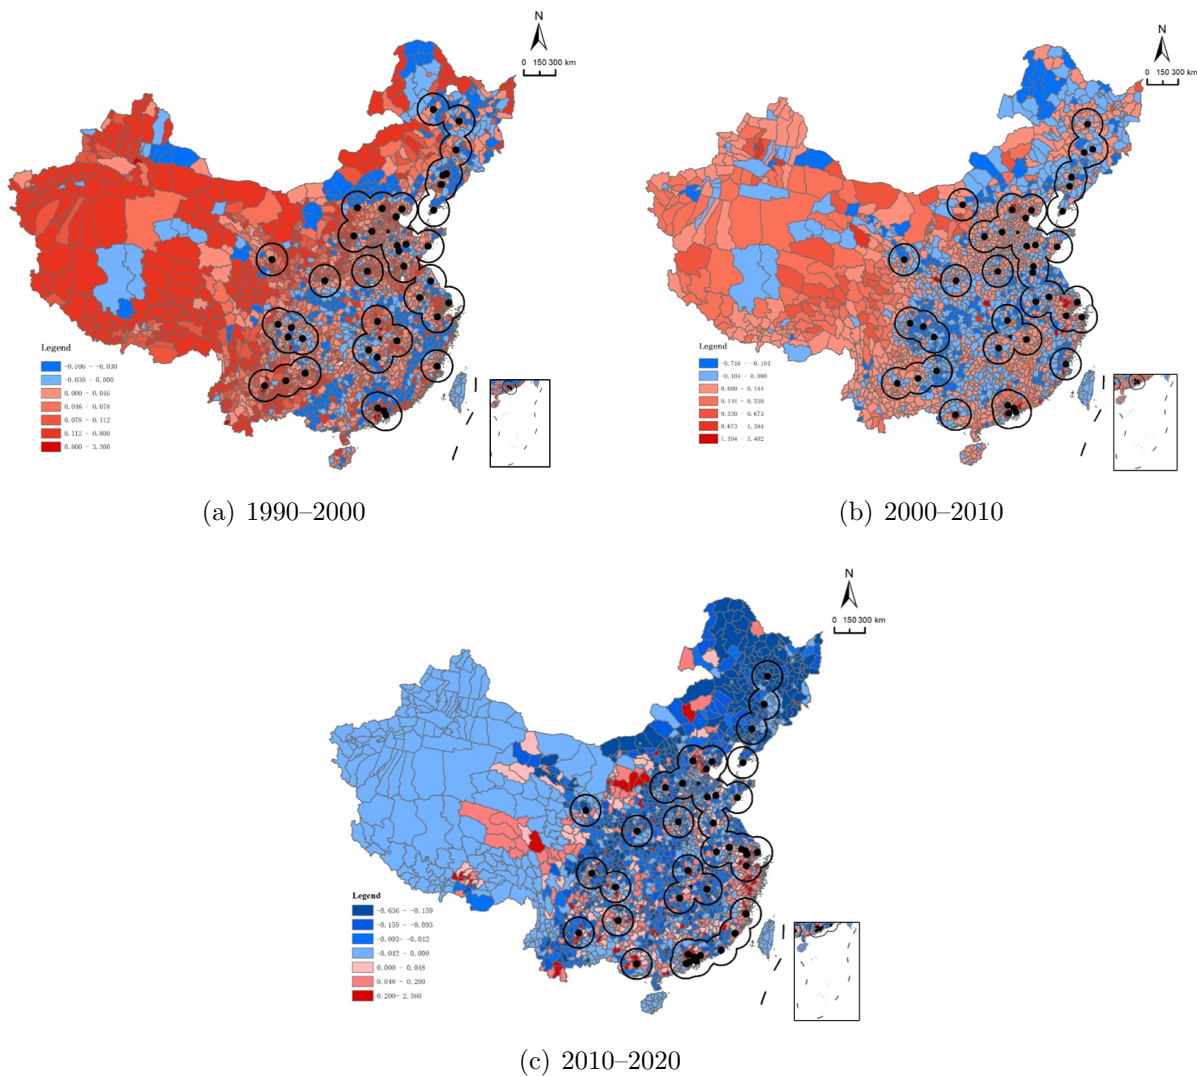 N
0 150 300 km
Legend
-0.596 - -0.030
-0.030 - 0.000
0.000 - 0.046
0.046 - 0.078
0.078 - 0.112
0.112 - 0.800
0.800 - 3.300
(a) 1990–2000
N
0 150 300 km
Legend
-0.746 - -0.104
-0.104 - 0.000
0.000 - 0.144
0.144 - 0.330
0.330 - 0.673
0.673 - 1.394
1.394 - 3.402
(b) 2000–2010
N
0 150 300 km
Legend
-0.636 - -0.159
-0.159 - -0.093
-0.093- -0.042
-0.042 - 0.000
0.000 - 0.048
0.048 - 0.200
0.200- 2.360
(c) 2010–2020